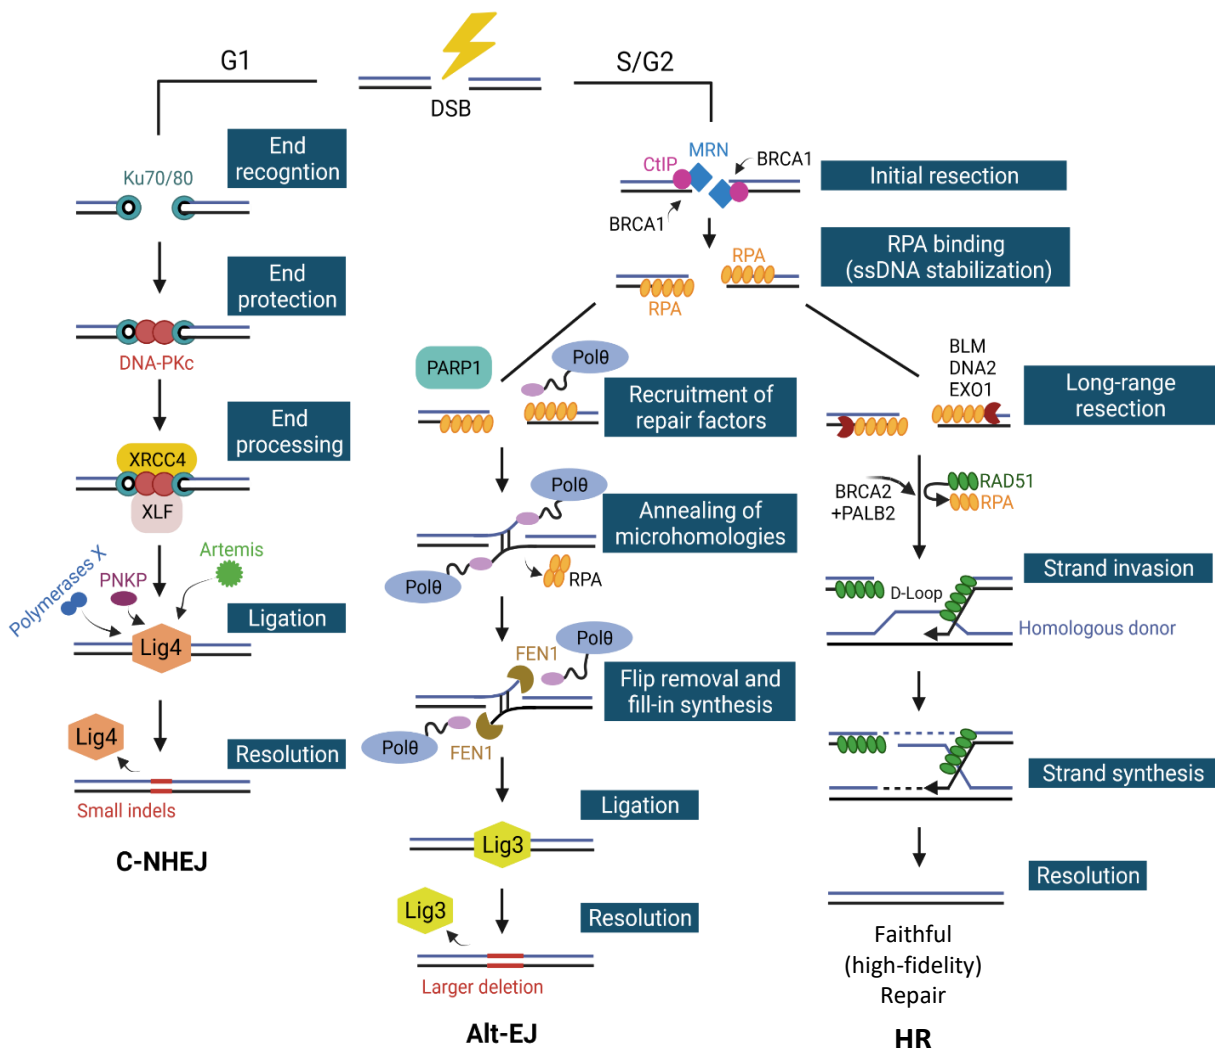 G1
S/G2
DSB
End
recogntion
Ku70/80
End
protection
DNA-PKc
End
processing
XRCC4
XLF
Polymerases X
PNKP
Artemis
Ligation
Lig4
Resolution
Lig4
Small indels
C-NHEJ
MRN
CtIP
BRCA1
BRCA1
Initial resection
RPA
RPA
RPA binding
(ssDNA stabilization)
PARP1
Polθ
Recruitment of
repair factors
Polθ
Annealing of
microhomologies
Polθ
RPA
FEN1
Polθ
Flip removal and
fill-in synthesis
Polθ
FEN1
Ligation
Lig3
Resolution
Lig3
Larger deletion
Alt-EJ
BLM
DNA2
EXO1
Long-range
resection
BRCA2
+PALB2
RAD51
RPA
Strand invasion
D-Loop
Homologous donor
Strand synthesis
Resolution
Faithful
(high-fidelity)
Repair
HR